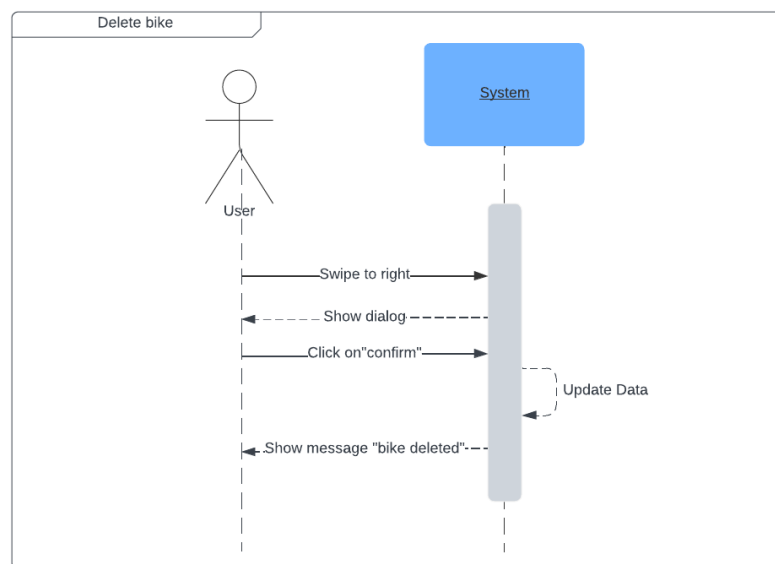 Delete bike
System
User
Swipe to right
Show dialog
Click on"confirm"
Update Data
Show message "bike deleted"